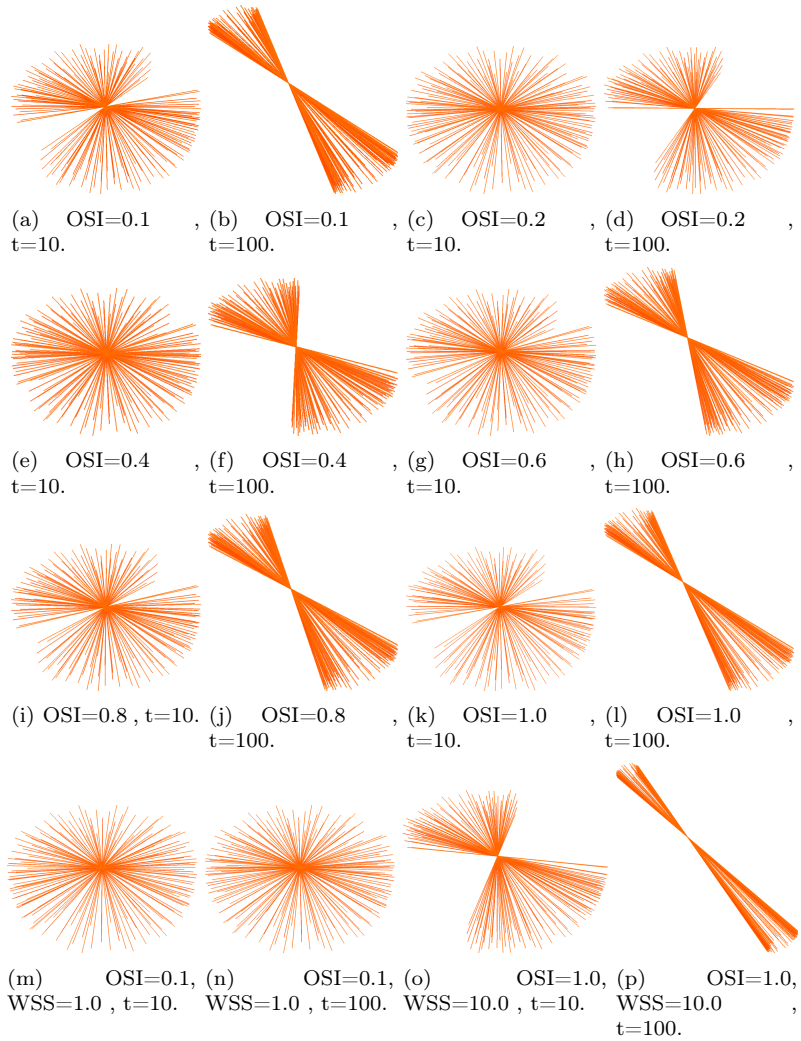 (a) OSI=0.1 , t=10.
(b) OSI=0.1 , t=100.
(c) OSI=0.2 , t=10.
(d) OSI=0.2 , t=100.
(e) OSI=0.4 , t=10.
(f) OSI=0.4 , t=100.
(g) OSI=0.6 , t=10.
(h) OSI=0.6 , t=100.
(i) OSI=0.8 , t=10.
(j) OSI=0.8 , t=100.
(k) OSI=1.0 , t=10.
(l) OSI=1.0 , t=100.
(m) OSI=0.1, WSS=1.0 , t=10.
(n) OSI=0.1, WSS=1.0 , t=100.
(o) OSI=1.0, WSS=10.0 , t=10.
(p) OSI=1.0, WSS=10.0 , t=100.